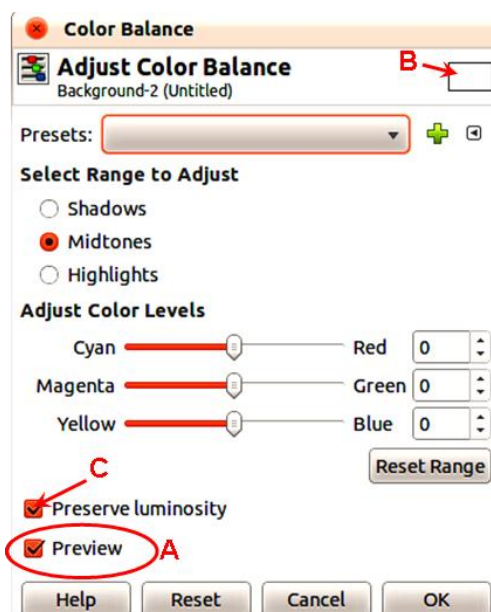 Color Balance
Adjust Color Balance
B
Background-2 (Untitled)
Presets:
Select Range to Adjust
Shadows
Midtones
Highlights
Adjust Color Levels
Cyan Red 0
Magenta Green 0
Yellow Blue 0
Reset Range
C
Preserve luminosity
Preview A
Help Reset Cancel OK